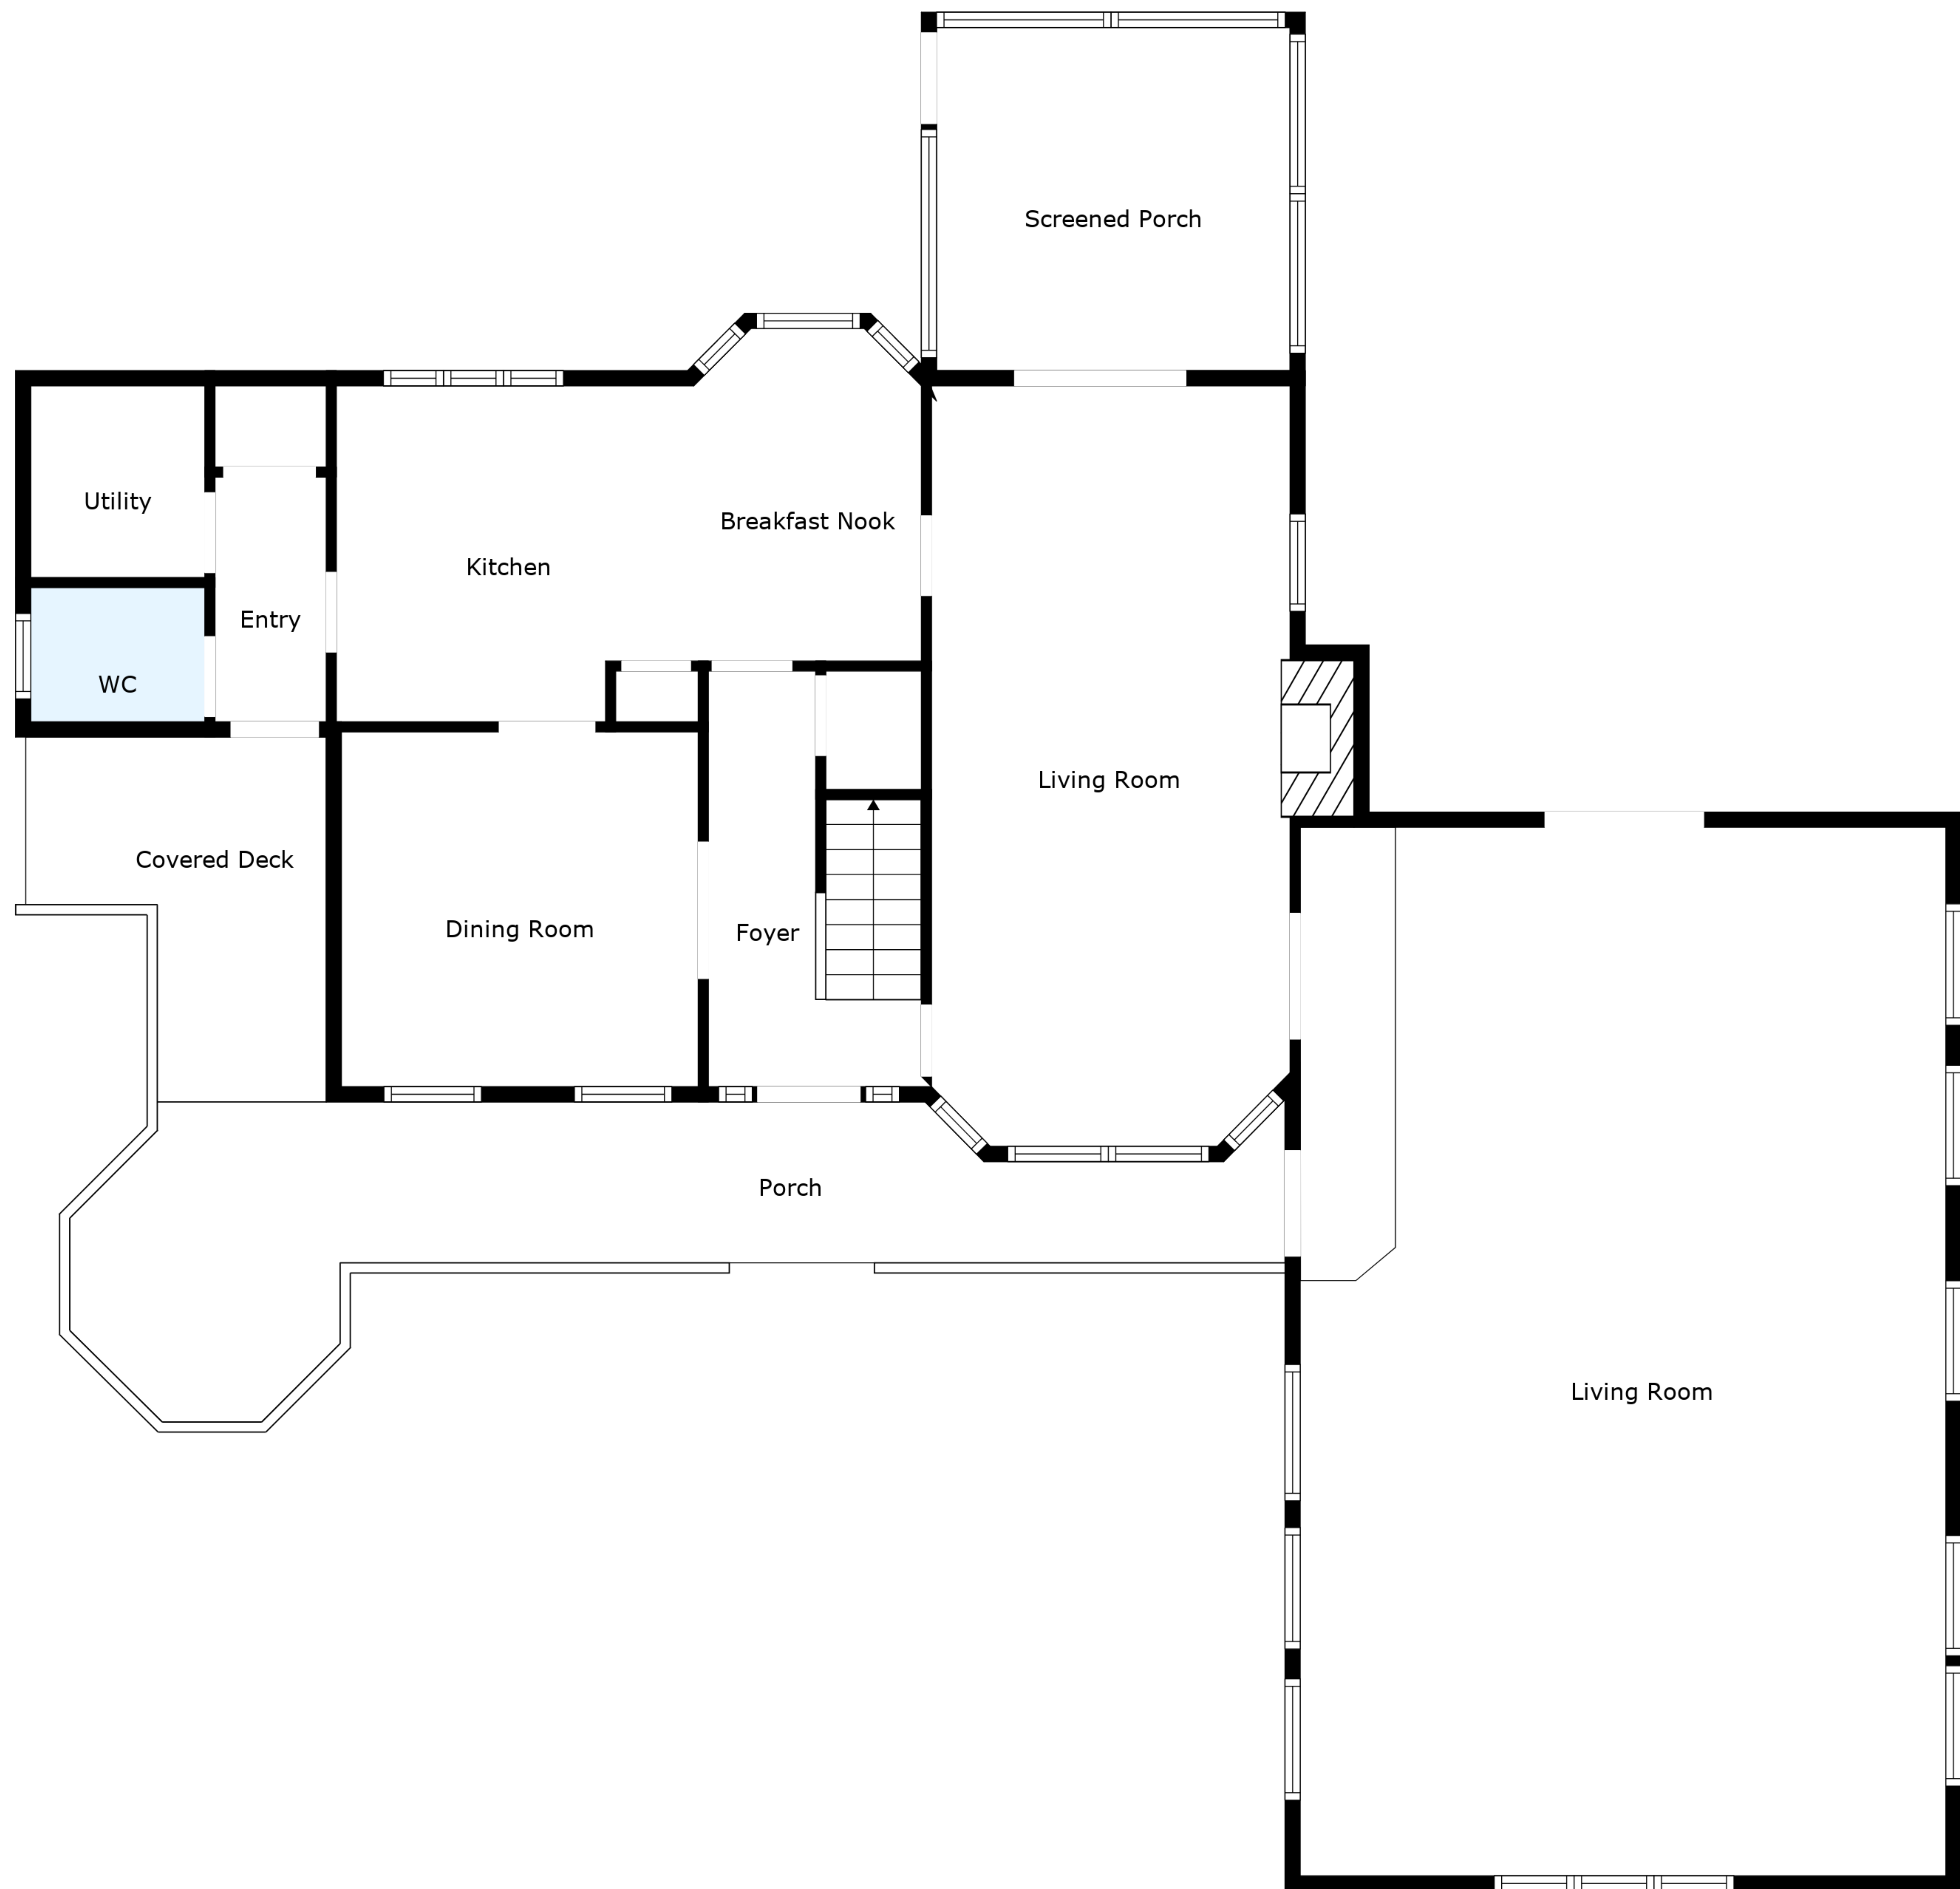 Screened Porch
Utility
Breakfast Nook
Kitchen
Entry
WC
Living Room
Covered Deck
Dining Room
Foyer
Porch
Living Room